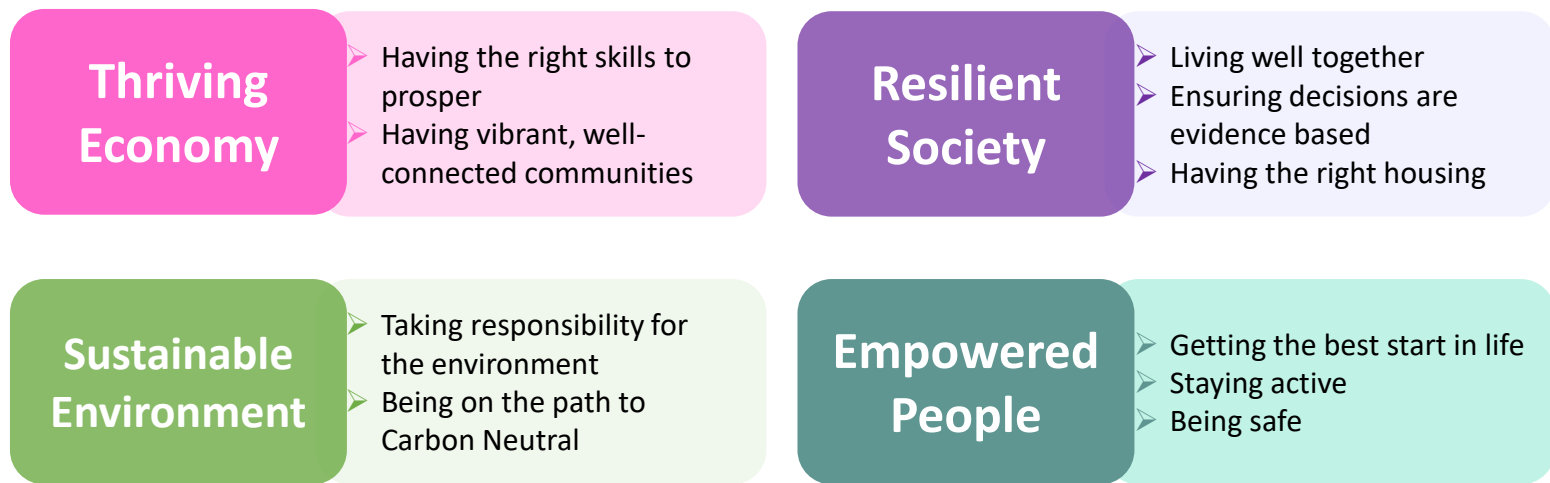 Thriving
Economy
➢ Having the right skills to
prosper
➢ Having vibrant, well-
connected communities
Resilient
Society
➢ Living well together
➢ Ensuring decisions are
evidence based
➢ Having the right housing
Sustainable
Environment
➢ Taking responsibility for
the environment
➢ Being on the path to
Carbon Neutral
Empowered
People
➢ Getting the best start in life
➢ Staying active
➢ Being safe